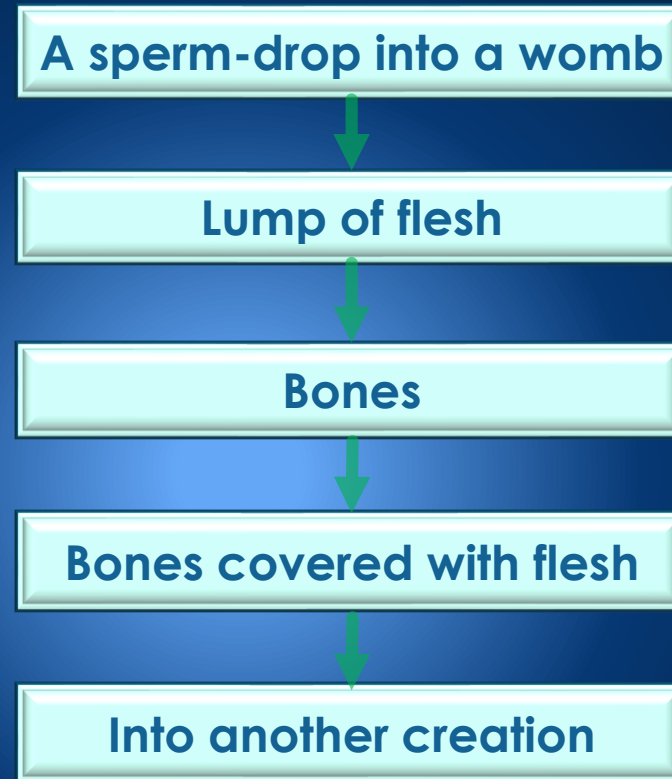 A sperm-drop into a womb
Lump of flesh
Bones
Bones covered with flesh
Into another creation